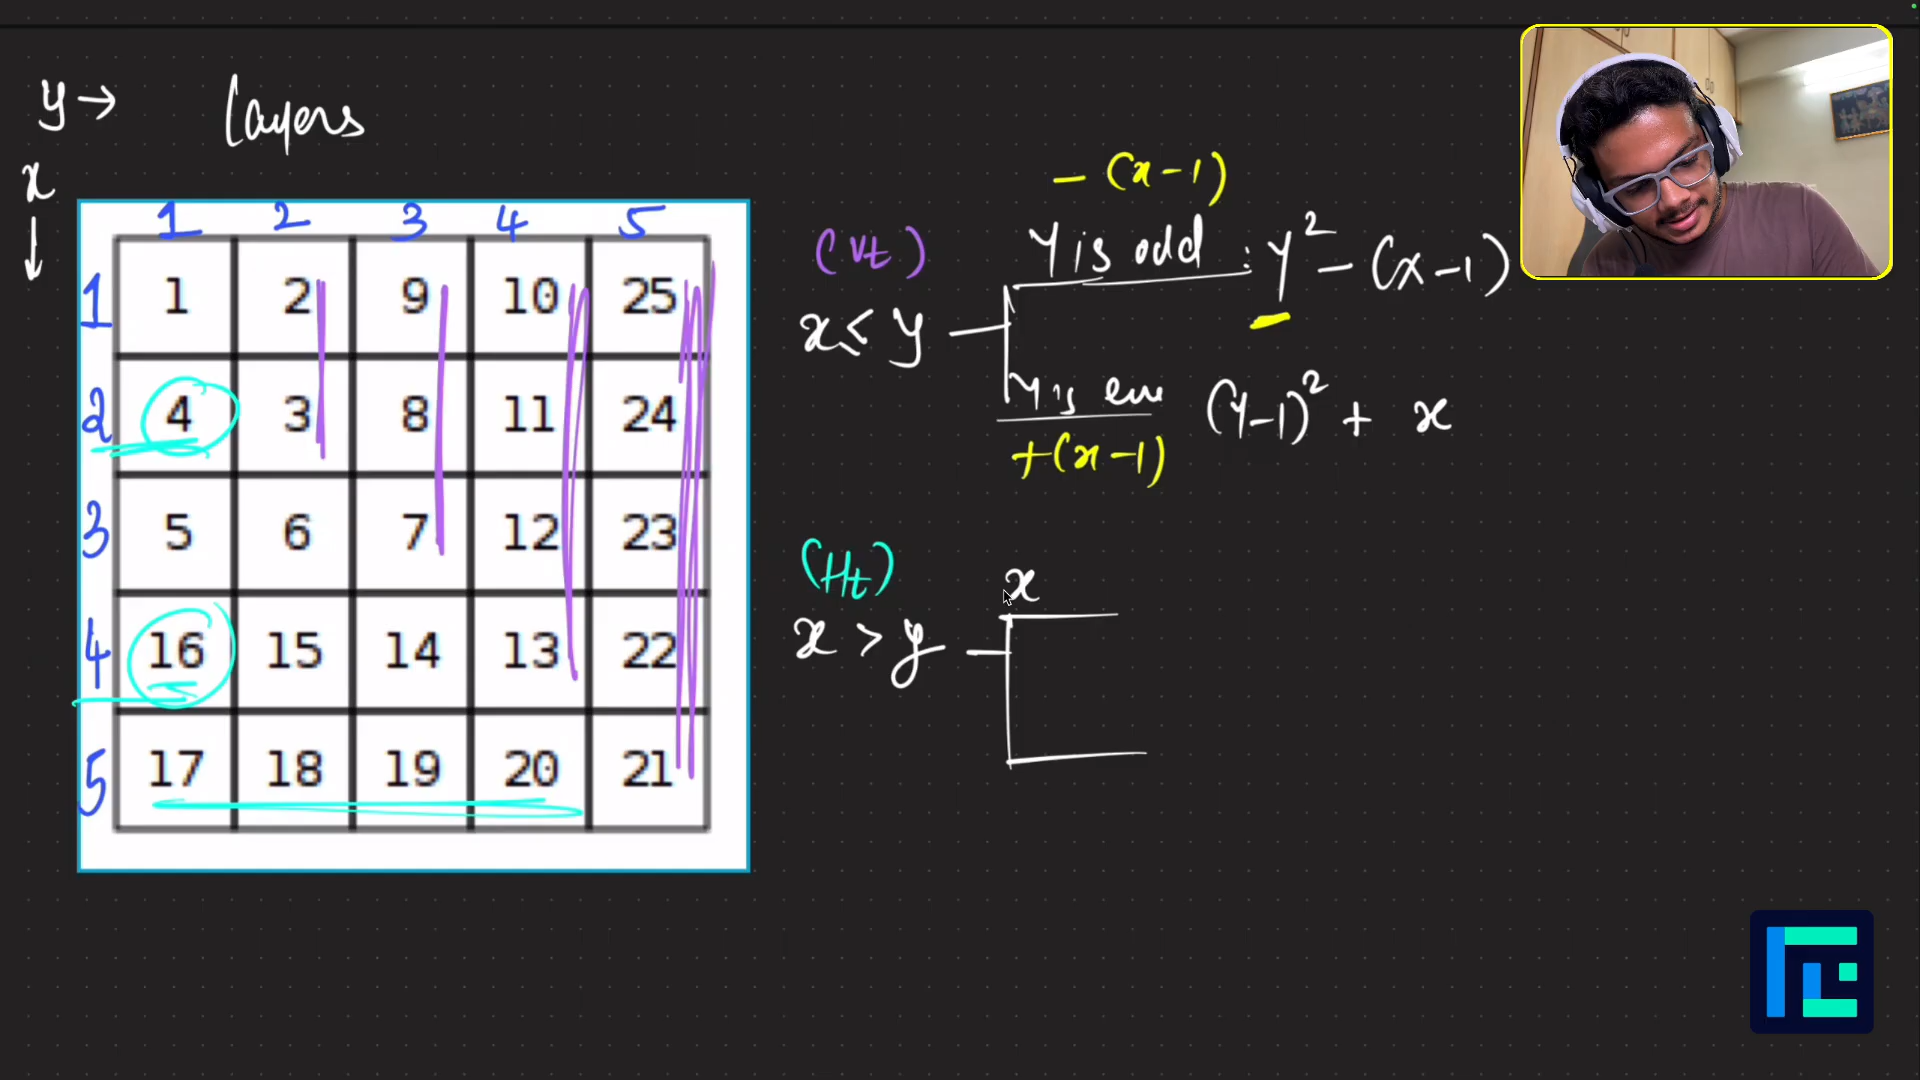 y →
layers
x
↓
1 2 3 4 5
1 1 2 9 10 25
2 4 3 8 11 24
3 5 6 7 12 23
4 16 15 14 13 22
5 17 18 19 20 21
- (x-1)
(Vt)
Y is odd : y² - (x-1)
x ≤ y
Y is eve (y-1)² + x
+(x-1)
(Ht)
x
x > y